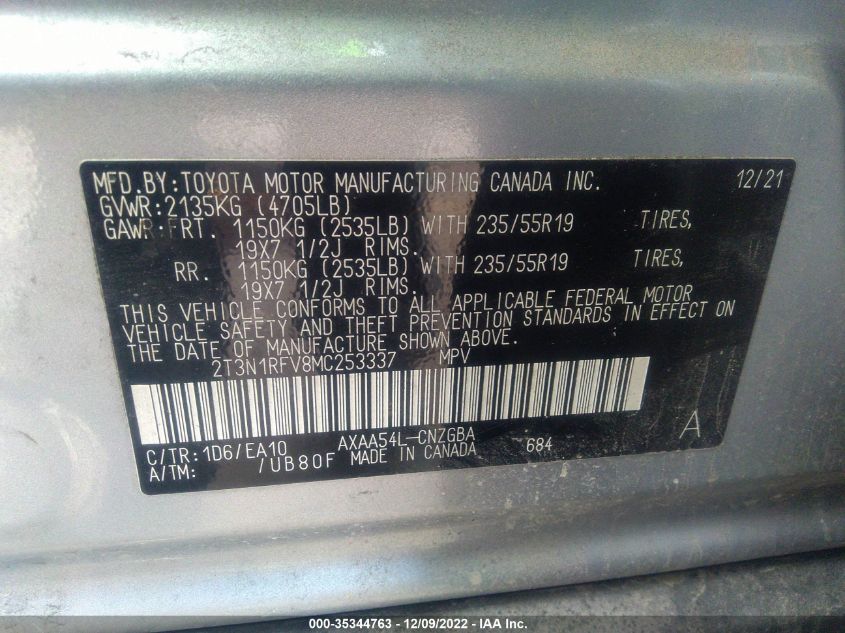 MFD.BY:TOYOTA MOTOR MANUFACTURING CANADA INC. 12/21
GVWR:2135KG (4705LB)
GAWR:FRT. 1150KG (2535LB) WITH 235/55R19 TIRES,
19X7 1/2J RIMS.
RR. 1150KG (2535LB) WITH 235/55R19 TIRES,
19X7 1/2J RIMS.
THIS VEHICLE CONFORMS TO ALL APPLICABLE FEDERAL MOTOR
VEHICLE SAFETY AND THEFT PREVENTION STANDARDS IN EFFECT ON
THE DATE OF MANUFACTURE SHOWN ABOVE.
2T3N1RFV8MC253337 MPV
C/TR:1D6/EA10 AXAA54L-CNZGBA 684 A
A/TM: /UB80F MADE IN CANADA
000-35344763 - 12/09/2022 - IAA Inc.